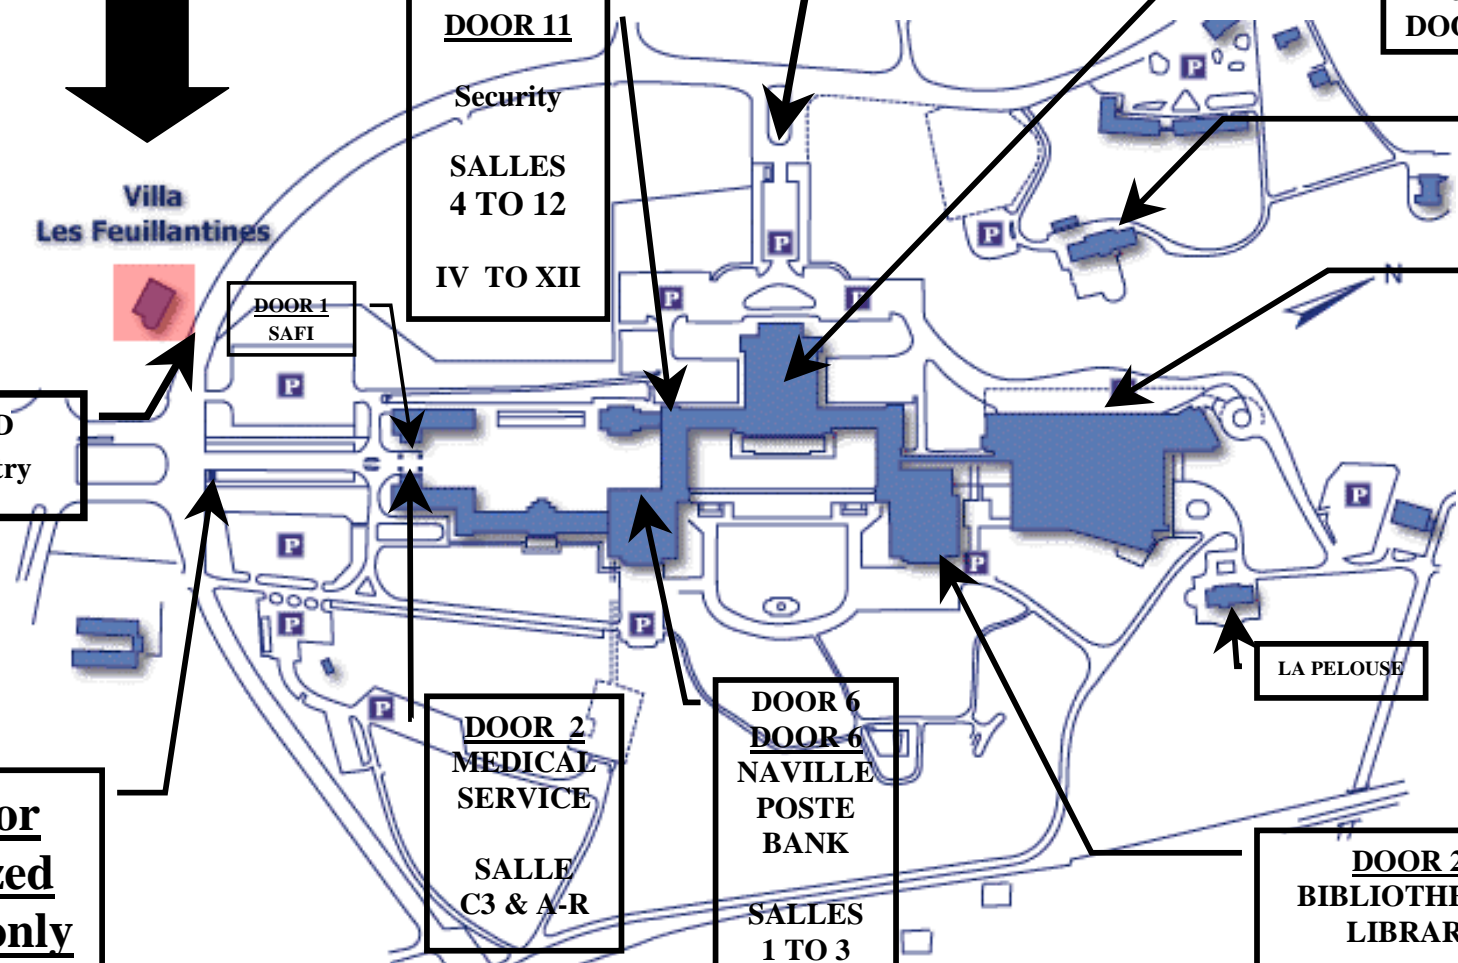 DOOR 11
Security
SALLES
4 TO 12
IV TO XII
Villa
Les Feuillantines
DOOR 1
SAFI
P
P
P
P
P
P
N
P
P
P
P
P
P
P
LA PELOUSE
DOOR 2
MEDICAL
SERVICE
SALLE
C3 & A-R
DOOR 6
DOOR 6
NAVILLE
POSTE
BANK
SALLES
1 TO 3
only